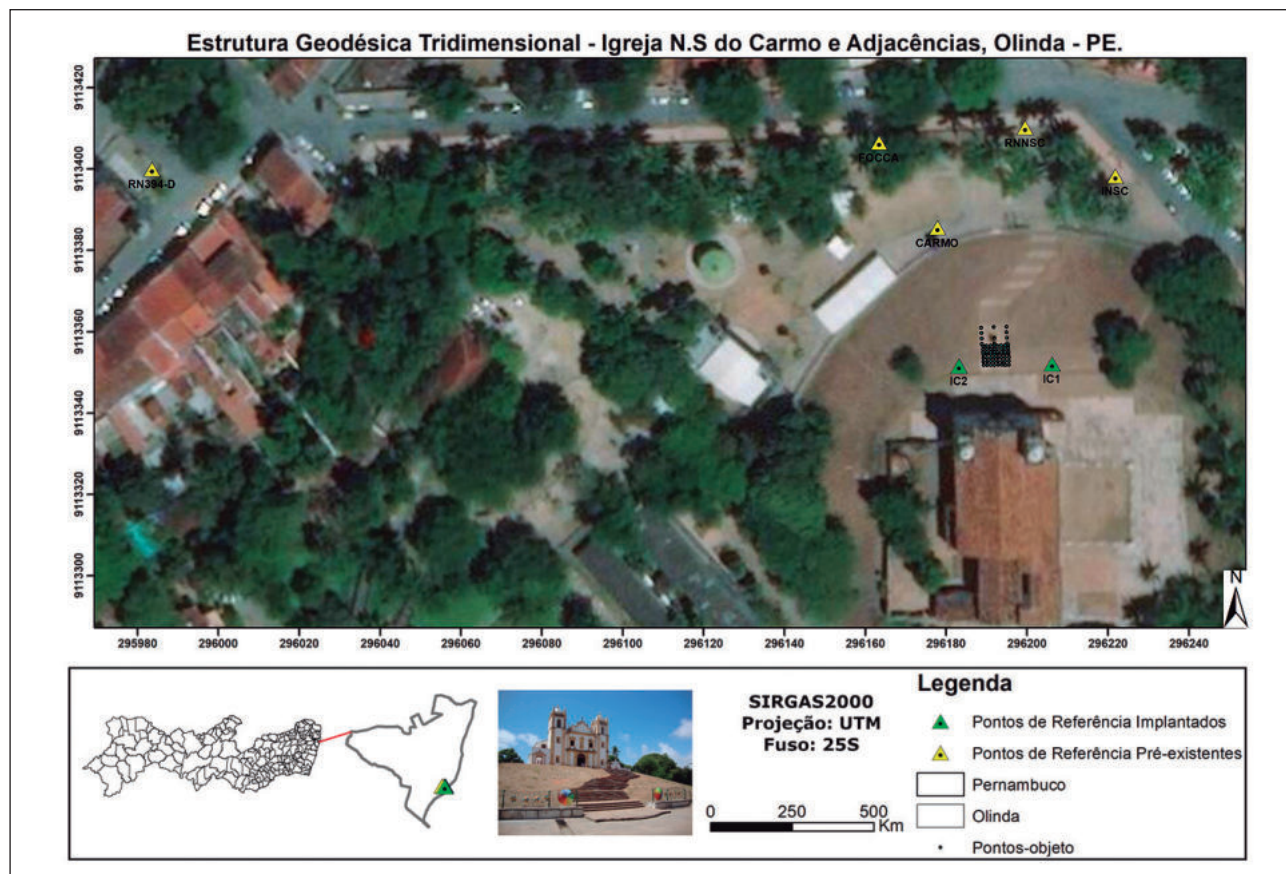 Estrutura Geodésica Tridimensional - Igreja N.S do Carmo e Adjacências, Olinda - PE.
9113420
9113400
9113380
9113360
9113340
9113320
9113300
RN394-D
FOCCA
RNNSC
INSC
CARMO
IC2
IC1
N
295980 296000 296020 296040 296060 296080 296100 296120 296140 296160 296180 296200 296220 296240
SIRGAS2000
Projeção: UTM
Fuso: 25S
0 250 500
Km
Legenda
Pontos de Referência Implantados
Pontos de Referência Pré-existentes
Pernambuco
Olinda
Pontos-objeto